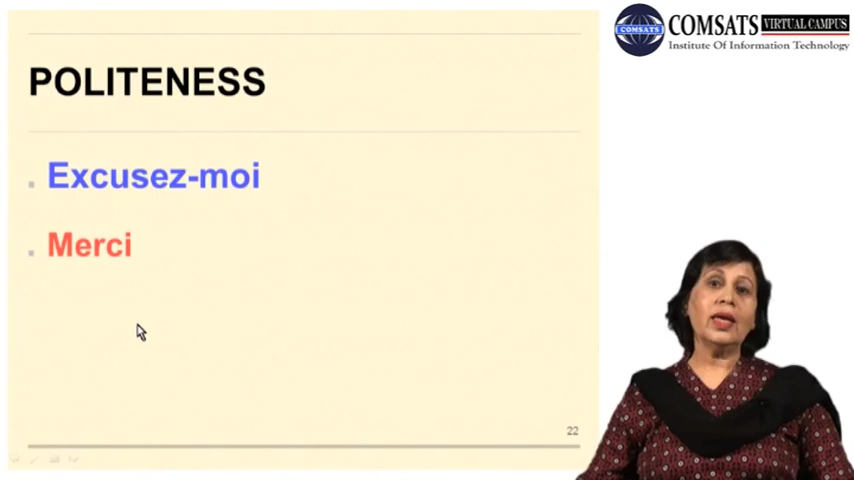 COMSATS VIRTUAL CAMPUS
COMSATS
Institute Of Information Technology
POLITENESS
. Excusez-moi
. Merci
22